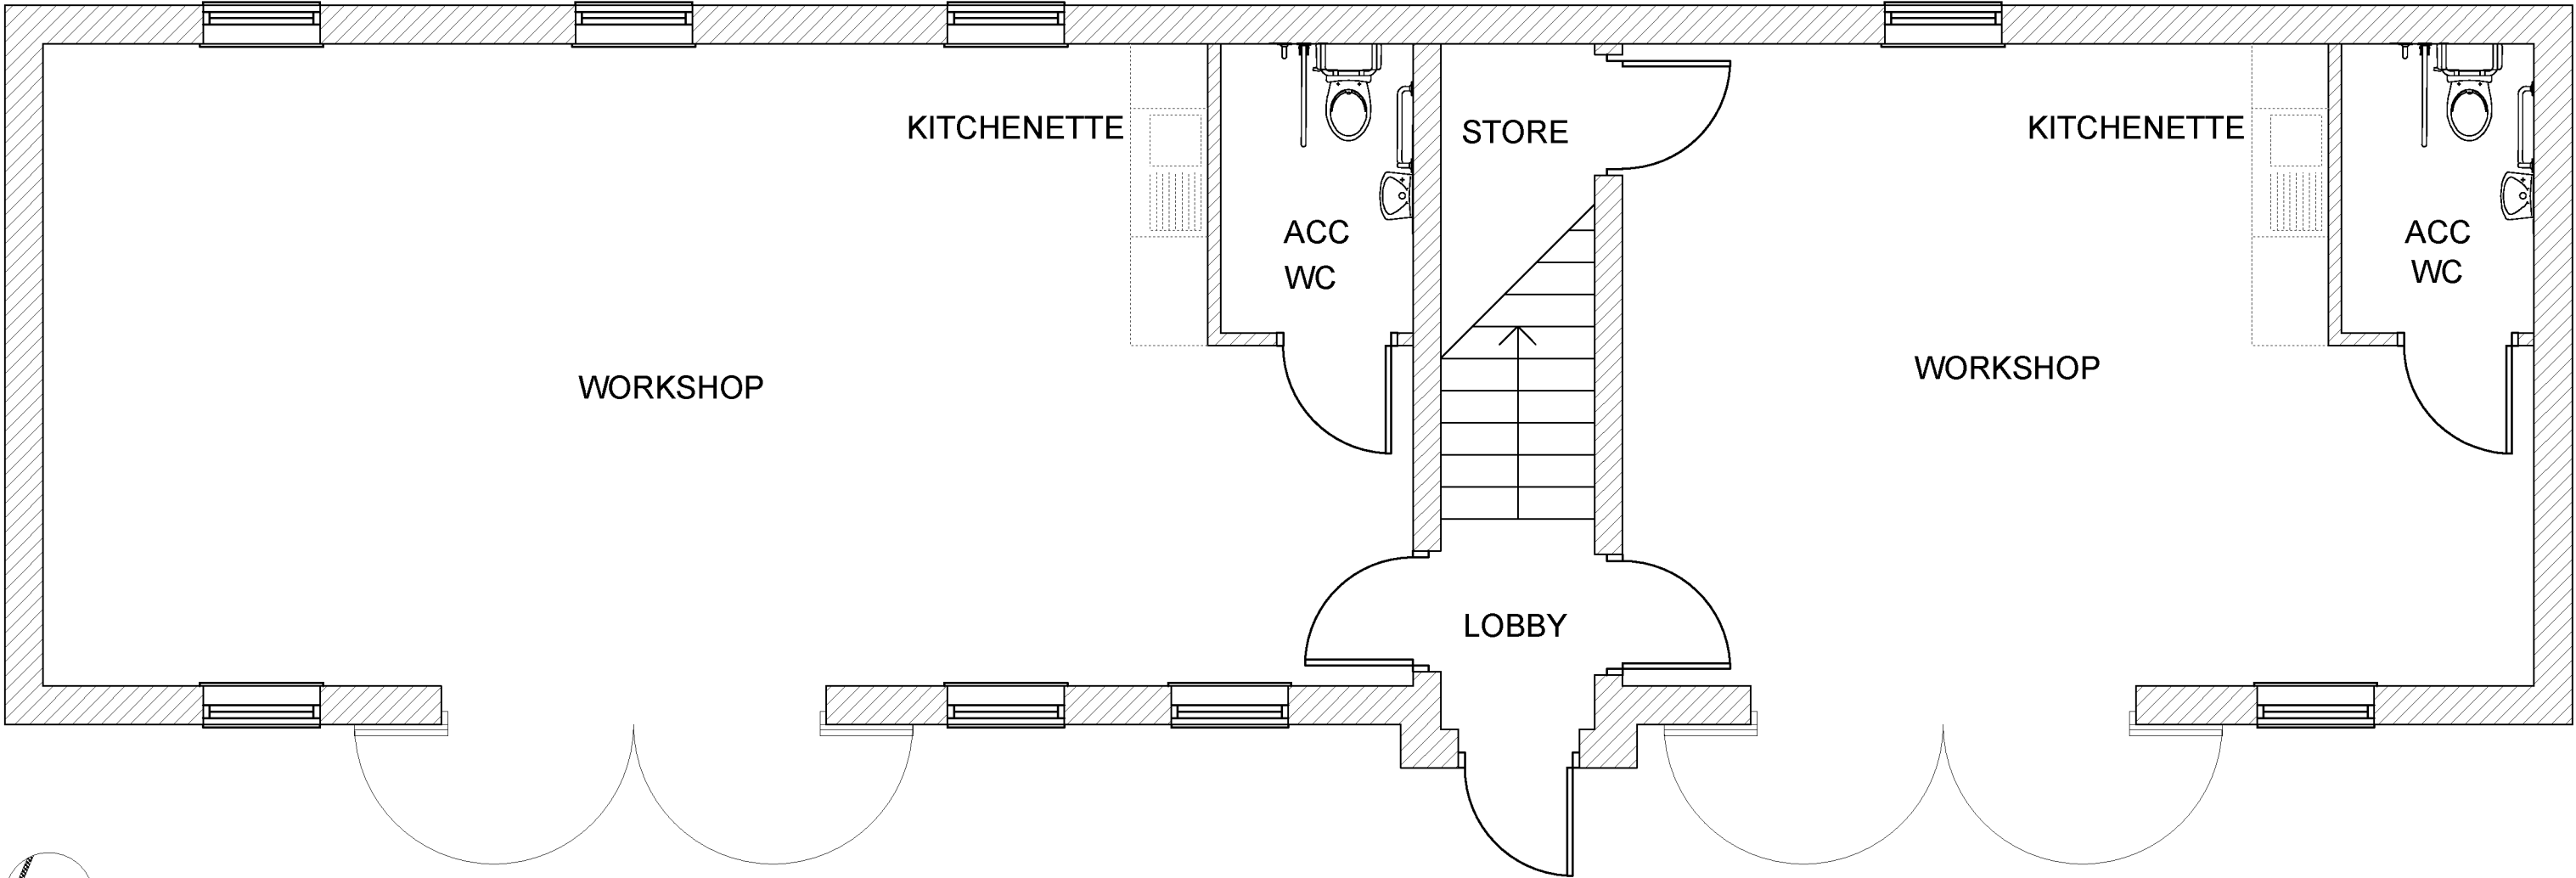 KITCHENETTE
STORE
KITCHENETTE
ACC
WC
ACC
WC
WORKSHOP
WORKSHOP
LOBBY